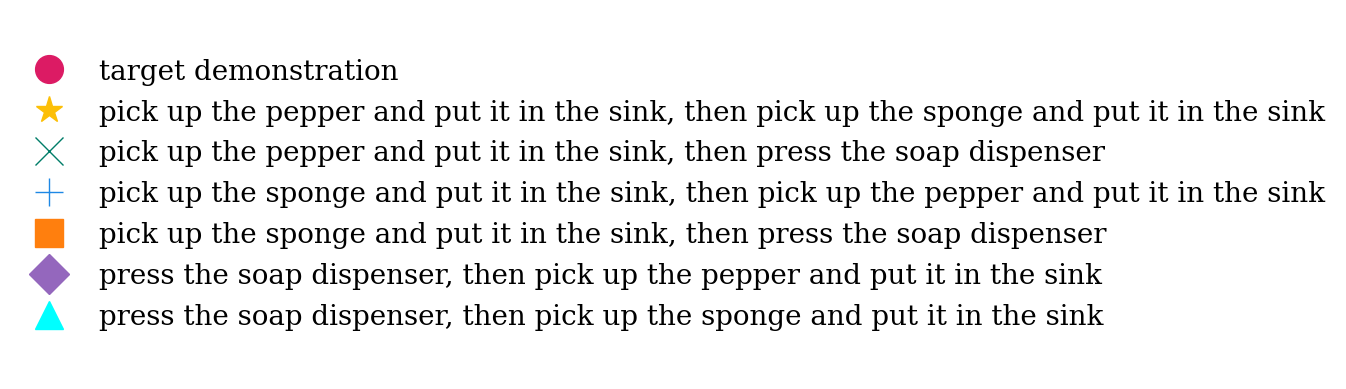 target demonstration
pick up the pepper and put it in the sink, then pick up the sponge and put it in the sink
pick up the pepper and put it in the sink, then press the soap dispenser
pick up the sponge and put it in the sink, then pick up the pepper and put it in the sink
pick up the sponge and put it in the sink, then press the soap dispenser
press the soap dispenser, then pick up the pepper and put it in the sink
press the soap dispenser, then pick up the sponge and put it in the sink